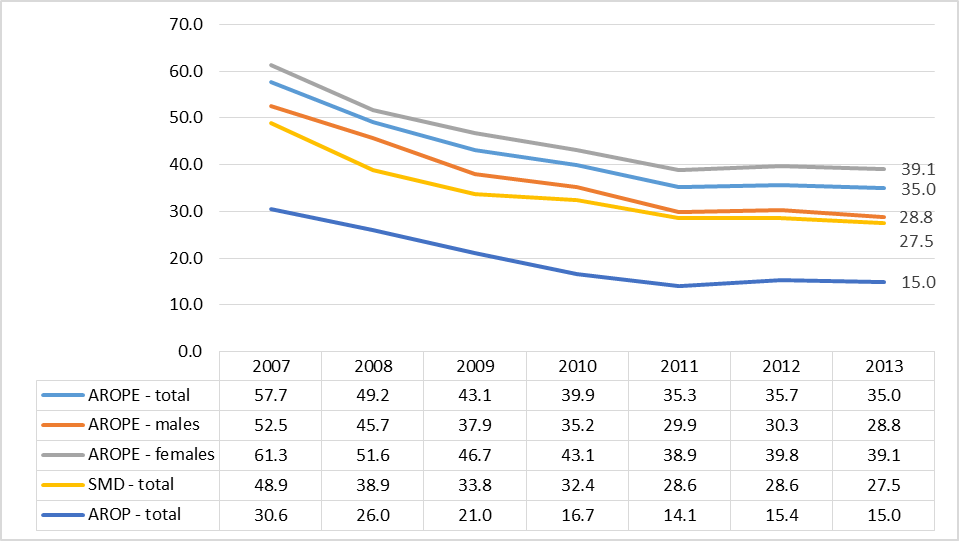 70.0
60.0
50.0
40.0
30.0
20.0
10.0
0.0
39.1
35.0
28.8
27.5
15.0
2007 2008 2009 2010 2011 2012 2013
AROPE - total 57.7 49.2 43.1 39.9 35.3 35.7 35.0
AROPE - males 52.5 45.7 37.9 35.2 29.9 30.3 28.8
AROPE - females 61.3 51.6 46.7 43.1 38.9 39.8 39.1
SMD - total 48.9 38.9 33.8 32.4 28.6 28.6 27.5
AROP - total 30.6 26.0 21.0 16.7 14.1 15.4 15.0